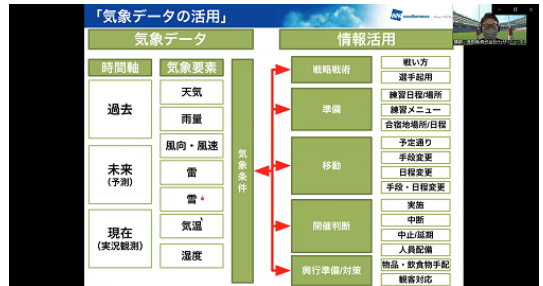 「気象データの活用」
weathernews
気象データ
情報活用
時間軸
気象要素
過去
未来
(予測)
現在
(実況観測)
天気
雨量
風向・風速
雷
雪
気温
湿度
気象条件
戦略戦術
戦い方
選手起用
準備
練習日程/場所
練習メニュー
合宿地場所/日程
移動
予定通り
手段変更
日程変更
手段・日程変更
開催判断
実施
中断
中止/延期
人員配備
興行準備/対策
物品・飲食物手配
観客対応